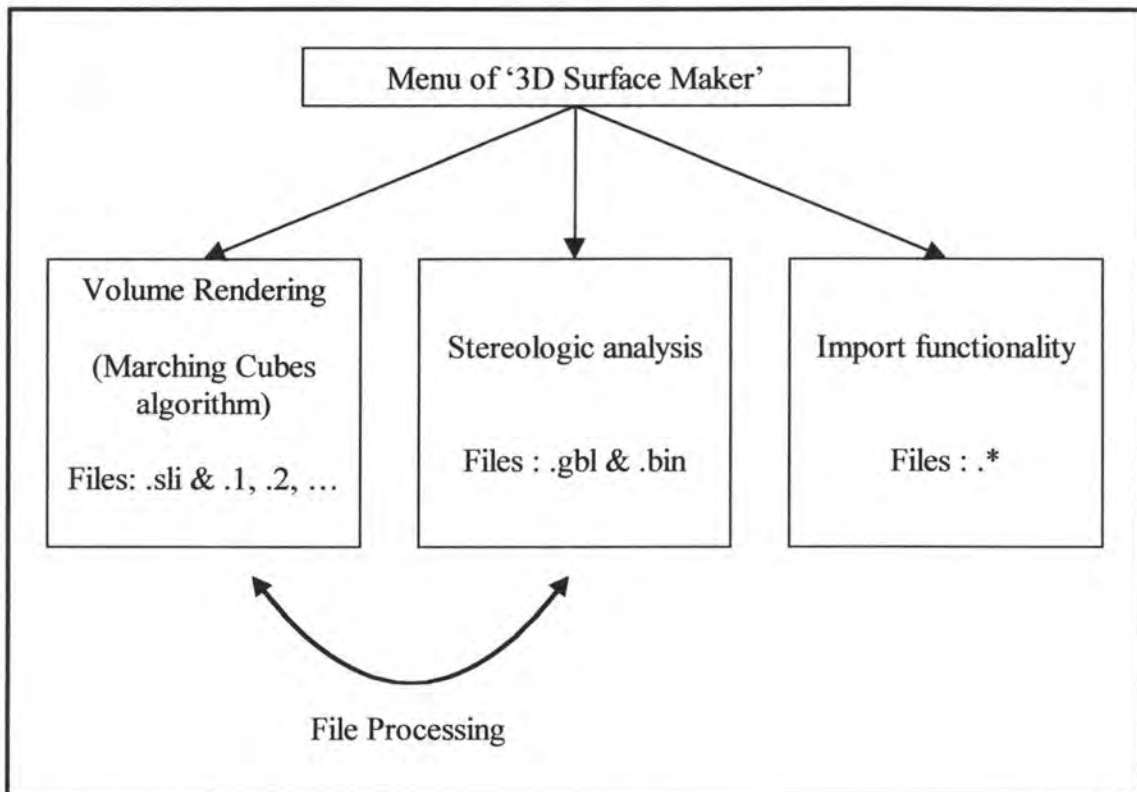 Menu of ‘3D Surface Maker’
Volume Rendering
(Marching Cubes
algorithm)
Files: .sli & .1, .2, …
Stereologic analysis
Files : .gbl & .bin
Import functionality
Files : .*
File Processing